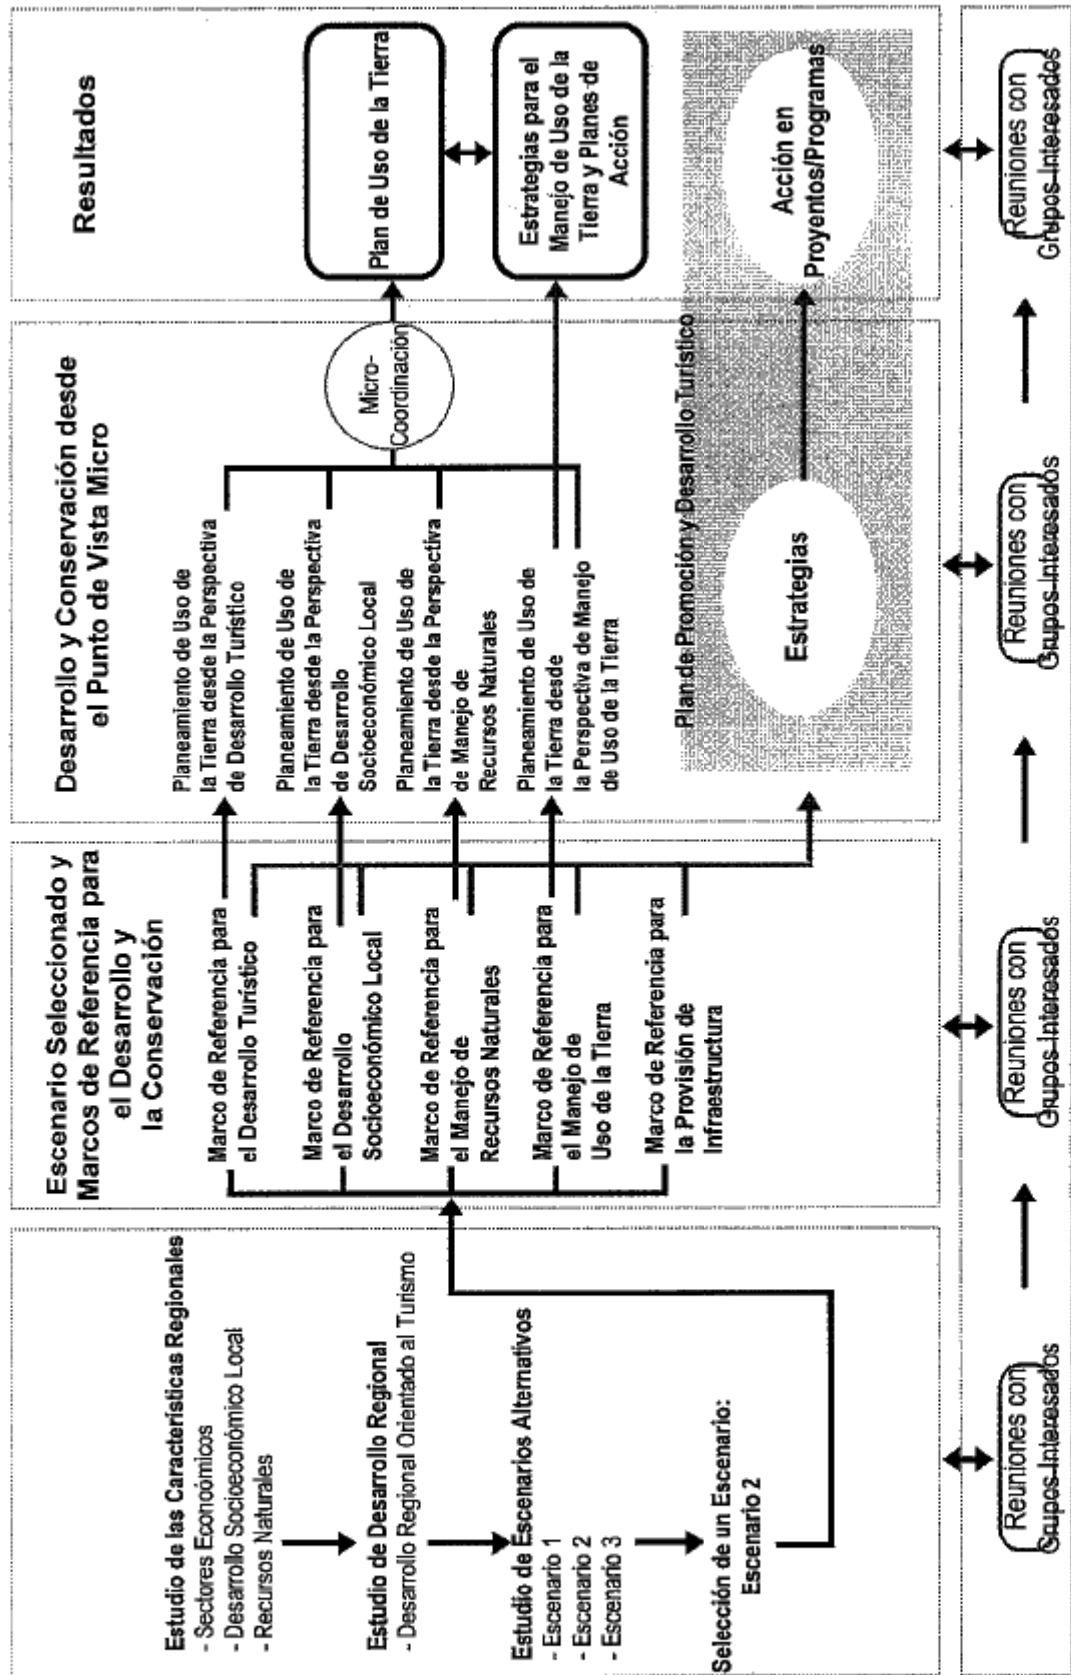 Estudio de las Características Regionales
- Sectores Econoómicos
- Desarrollo Socioeconómico Local
- Recursos Naturales
Estudio de Desarrollo Regional
- Desarrollo Regional Orientado al Turismo
Estudio de Escenarios Alternativos
- Escenario 1
- Escenario 2
- Escenario 3
Selección de un Escenario:
Escenario 2
Escenario Seleccionado y
Marcos de Referencia para
el Desarrollo y
la Conservación
Marco de Referencia para
el Desarrollo Turístico
Marco de Referencia para
el Desarrollo
Socioeconómico Local
Marco de Referencia para
el Manejo de
Recursos Naturales
Marco de Referencia para
el Manejo de
Uso de la Tierra
Marco de Referencia para
la Provisión de
Infraestructura
Desarrollo y Conservación desde
el Punto de Vista Micro
Planeamiento de Uso de
la Tierra desde la Perspectiva
de Desarrollo Turístico
Planeamiento de Uso de
la Tierra desde la Perspectiva
de Desarrollo
Socioeconómico Local
Planeamiento de Uso de
la Tierra desde la Perspectiva
de Manejo de
Recursos Naturales
Planeamiento de Uso de
la Tierra desde
la Perspectiva de Manejo
de Uso de la Tierra
Micro-
Coordinación
Plan de Promoción y Desarrollo Turístico
Estrategias
Resultados
Plan de Uso de la Tierra
Estrategias para el
Manejo de Uso de la
Tierra y Planes de
Acción
Acción en
Proyentos/Programas
Reuniones con
Grupos Interesados
Reuniones con
Grupos Interesados
Reuniones con
Grupos Interesados
Reuniones con
Grupos Interesados